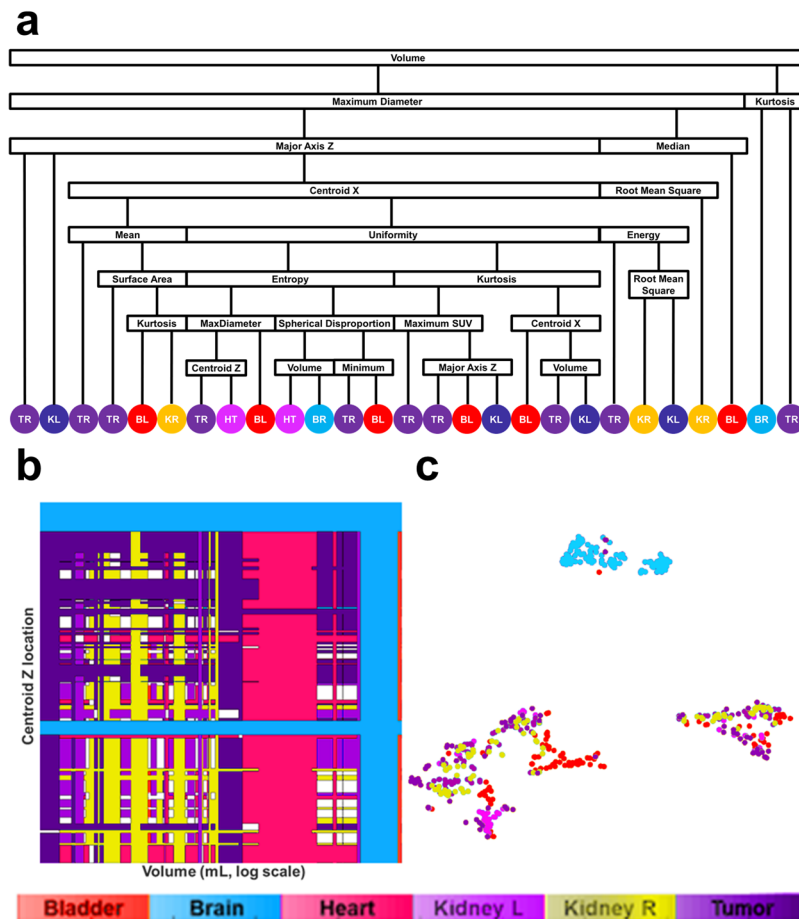 a
Volume
Maximum Diameter Kurtosis
Major Axis Z Median
Centroid X Root Mean Square
Mean Uniformity Energy
Surface Area Entropy Kurtosis Root Mean
Square
Kurtosis MaxDiameter Spherical Disproportion Maximum SUV Centroid X
Centroid Z Volume Minimum Major Axis Z Volume
TR KL TR TR BL KR TR HT BL HT BR TR BL TR TR BL KL BL TR KL TR KR KL KR BL BR TR
b c
Centroid Z location
Volume (mL, log scale)
Bladder Brain Heart Kidney L Kidney R Tumor